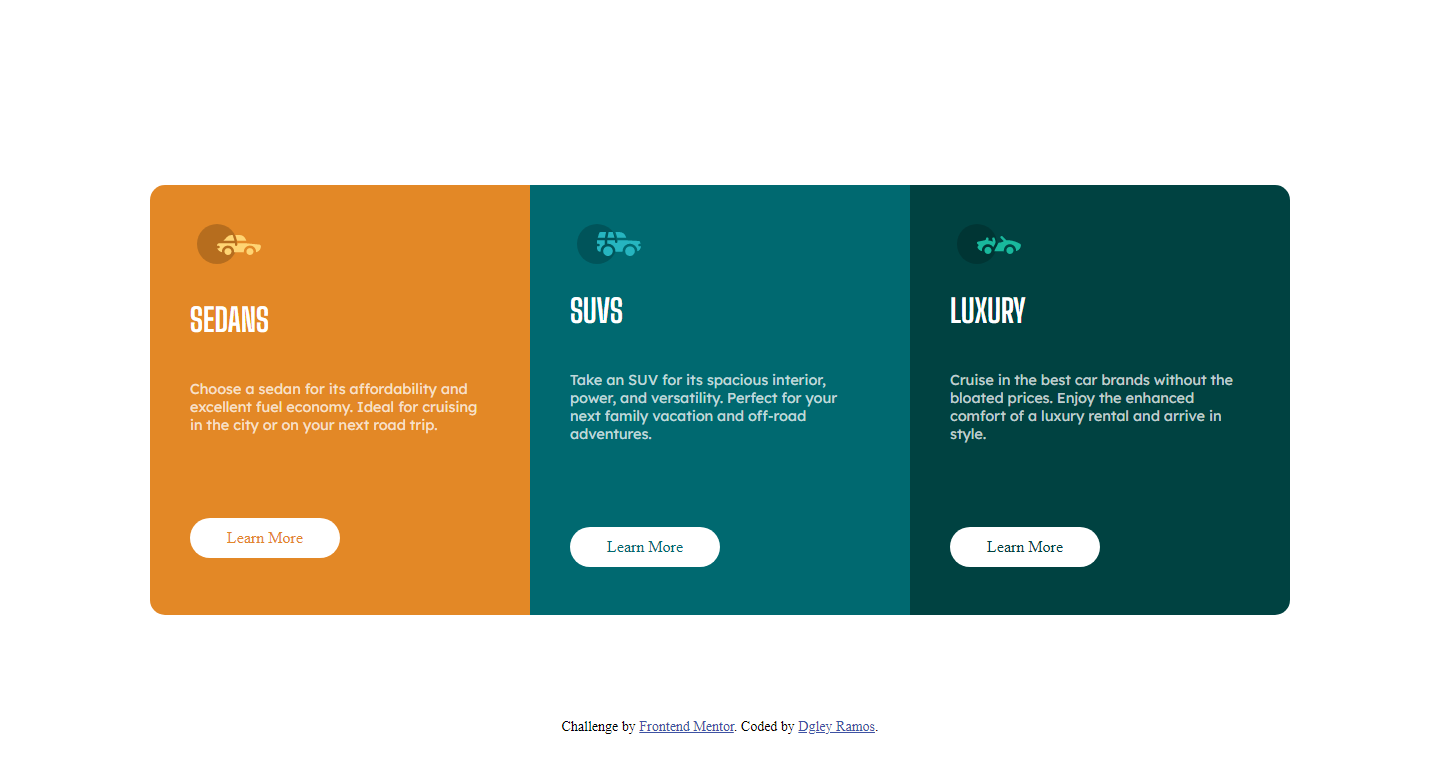 SEDANS
Choose a sedan for its affordability and
excellent fuel economy. Ideal for cruising
in the city or on your next road trip.
Learn More
SUVS
Take an SUV for its spacious interior,
power, and versatility. Perfect for your
next family vacation and off-road
adventures.
Learn More
LUXURY
Cruise in the best car brands without the
bloated prices. Enjoy the enhanced
comfort of a luxury rental and arrive in
style.
Learn More
Challenge by Frontend Mentor. Coded by Dgley Ramos.